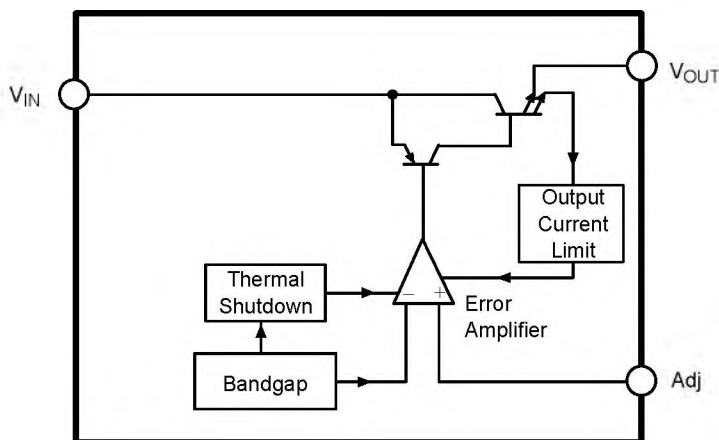 V_OUT
V_IN
Output
Current
Limit
Thermal
Shutdown
− +
Error
Amplifier
Bandgap
Adj